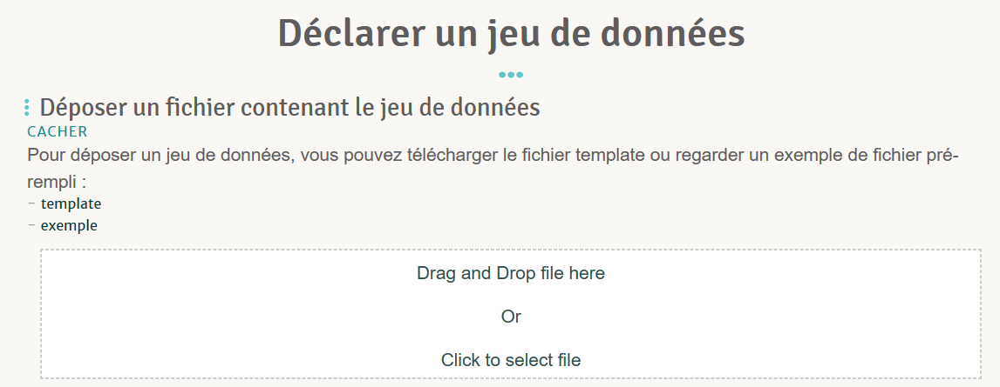 Déclarer un jeu de données
Déposer un fichier contenant le jeu de données
CACHER
Pour déposer un jeu de données, vous pouvez télécharger le fichier template ou regarder un exemple de fichier pré-
rempli :
– template
– exemple
Drag and Drop file here
Or
Click to select file